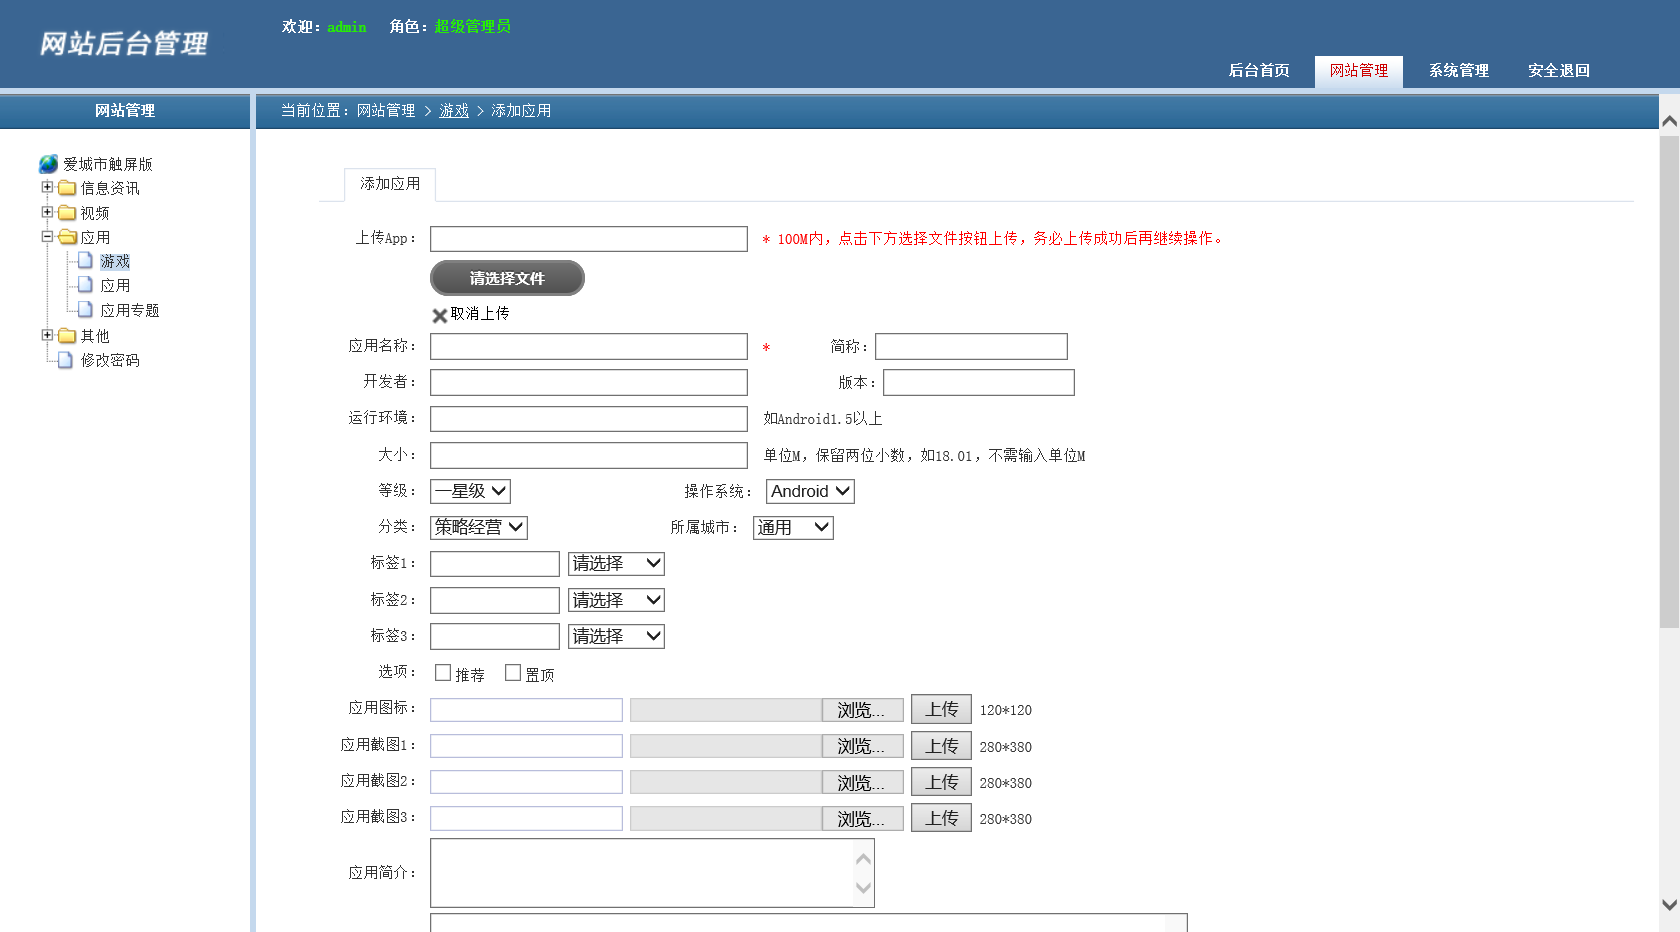 网站后台管理
欢迎：admin 角色：超级管理员
后台首页 网站管理 系统管理 安全退回
网站管理
当前位置：网站管理 > 游戏 > 添加应用
爱城市触屏版
信息资讯
视频
应用
游戏
应用
应用专题
其他
修改密码
添加应用
上传App： * 100M内，点击下方选择文件按钮上传，务必上传成功后再继续操作。
请选择文件
取消上传
应用名称： * 简称：
开发者： 版本：
运行环境： 如Android1.5以上
大小： 单位M，保留两位小数，如18.01，不需输入单位M
等级： 一星级 操作系统： Android
分类： 策略经营 所属城市： 通用
标签1： 请选择
标签2： 请选择
标签3： 请选择
选项： 推荐 置顶
应用图标： 浏览... 上传 120*120
应用截图1： 浏览... 上传 280*380
应用截图2： 浏览... 上传 280*380
应用截图3： 浏览... 上传 280*380
应用简介：